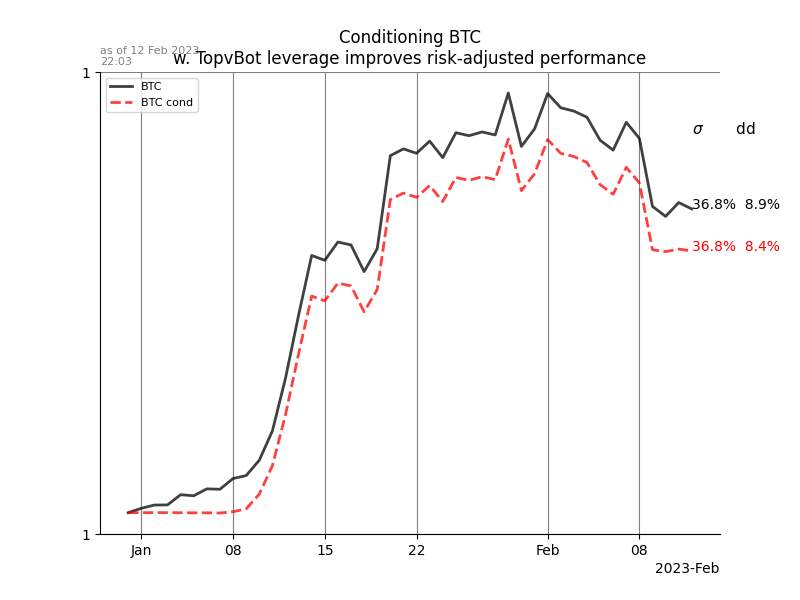 Conditioning BTC
w. TopvBot leverage improves risk-adjusted performance
as of 12 Feb 2023
22:03
1
BTC
BTC cond
σ dd
36.8% 8.9%
36.8% 8.4%
1
Jan 08 15 22 Feb 08
2023-Feb